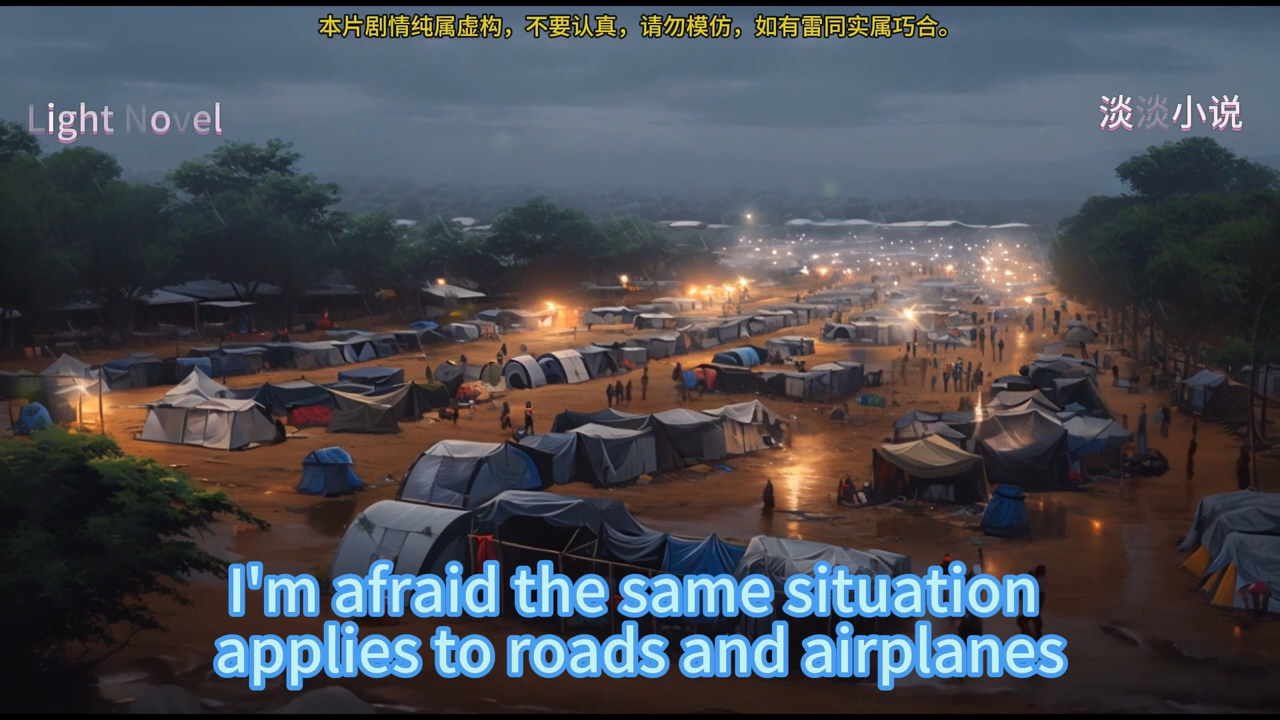 本片剧情纯属虚构，不要认真，请勿模仿，如有雷同实属巧合。
Light Novel
淡淡小说
I'm afraid the same situation
applies to roads and airplanes